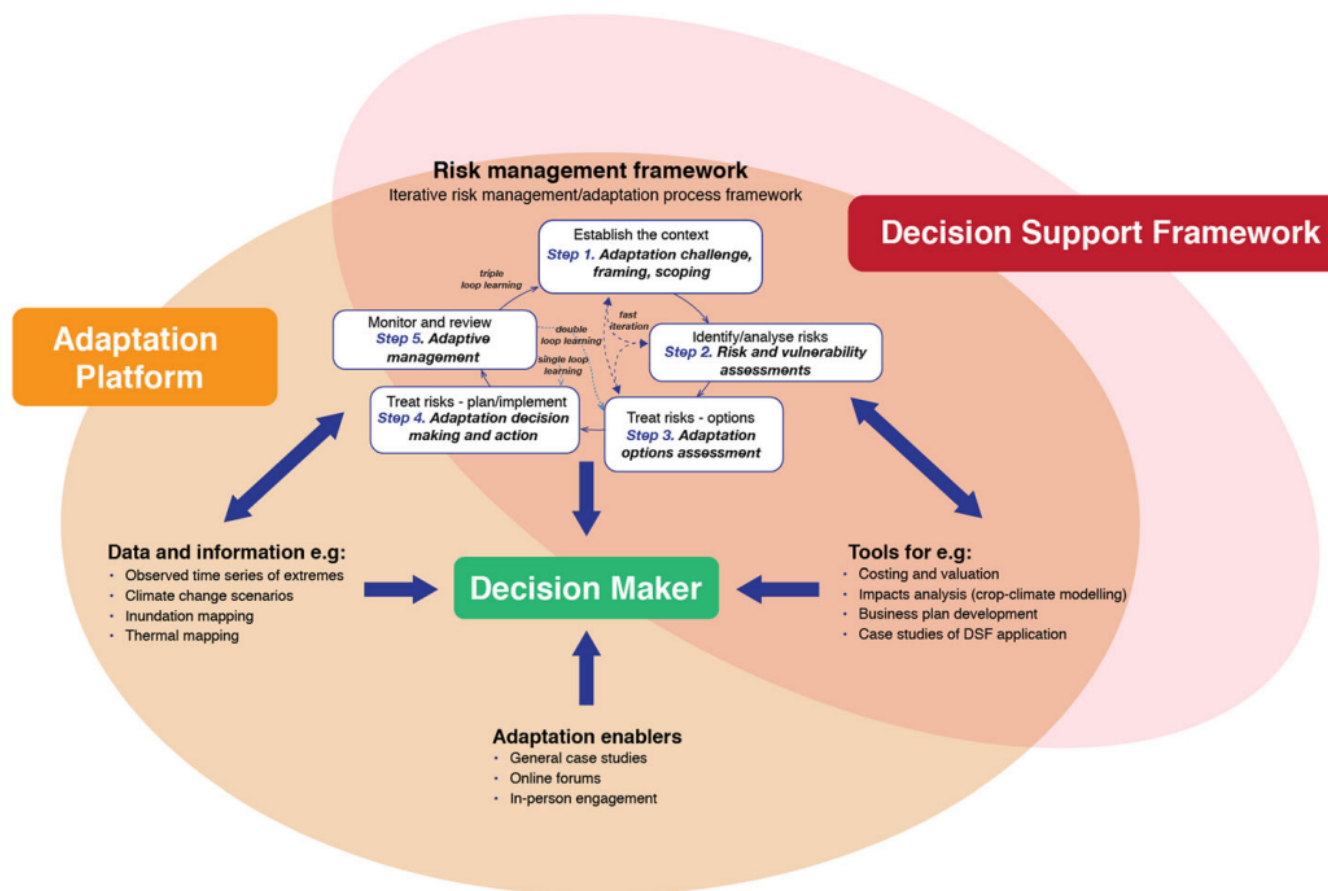 Risk management framework
Iterative risk management/adaptation process framework
Decision Support Framework
Establish the context
Step 1. Adaptation challenge,
framing, scoping
triple
loop learning
fast
iteration
Adaptation
Platform
Monitor and review
Step 5. Adaptive
management
double
loop learning
single loop
learning
Identify/analyse risks
Step 2. Risk and vulnerability
assessments
Treat risks - plan/implement
Step 4. Adaptation decision
making and action
Treat risks - options
Step 3. Adaptation
options assessment
Data and information e.g:
• Observed time series of extremes
• Climate change scenarios
• Inundation mapping
• Thermal mapping
Decision Maker
Tools for e.g:
• Costing and valuation
• Impacts analysis (crop-climate modelling)
• Business plan development
• Case studies of DSF application
Adaptation enablers
• General case studies
• Online forums
• In-person engagement